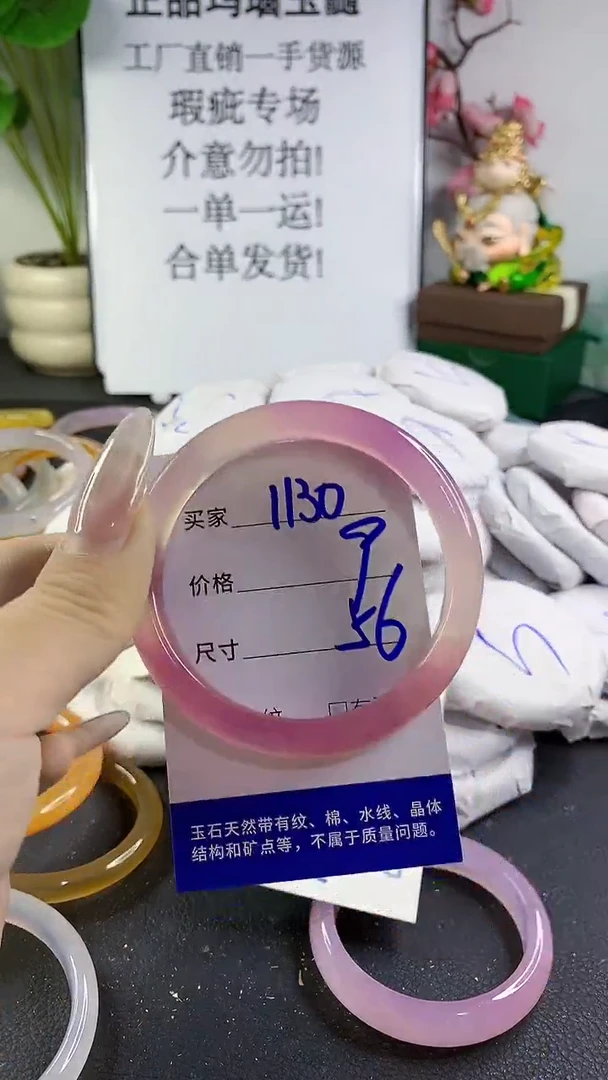 正品玛瑙玉髓
工厂直销一手货源
瑕疵专场
介意勿拍!
一单一运!
合单发货!
买家 1130
价格
尺寸 56
玉石天然带有纹、棉、水线、晶体
结构和矿点等，不属于质量问题。